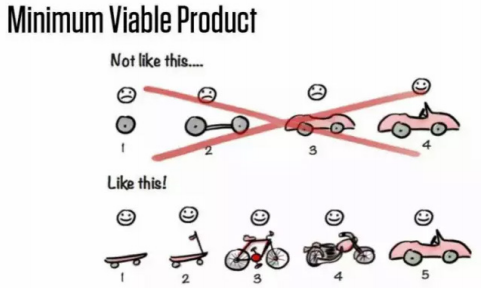 Minimum Viable Product
Not like this....
1 2 3 4
Like this!
1 2 3 4 5